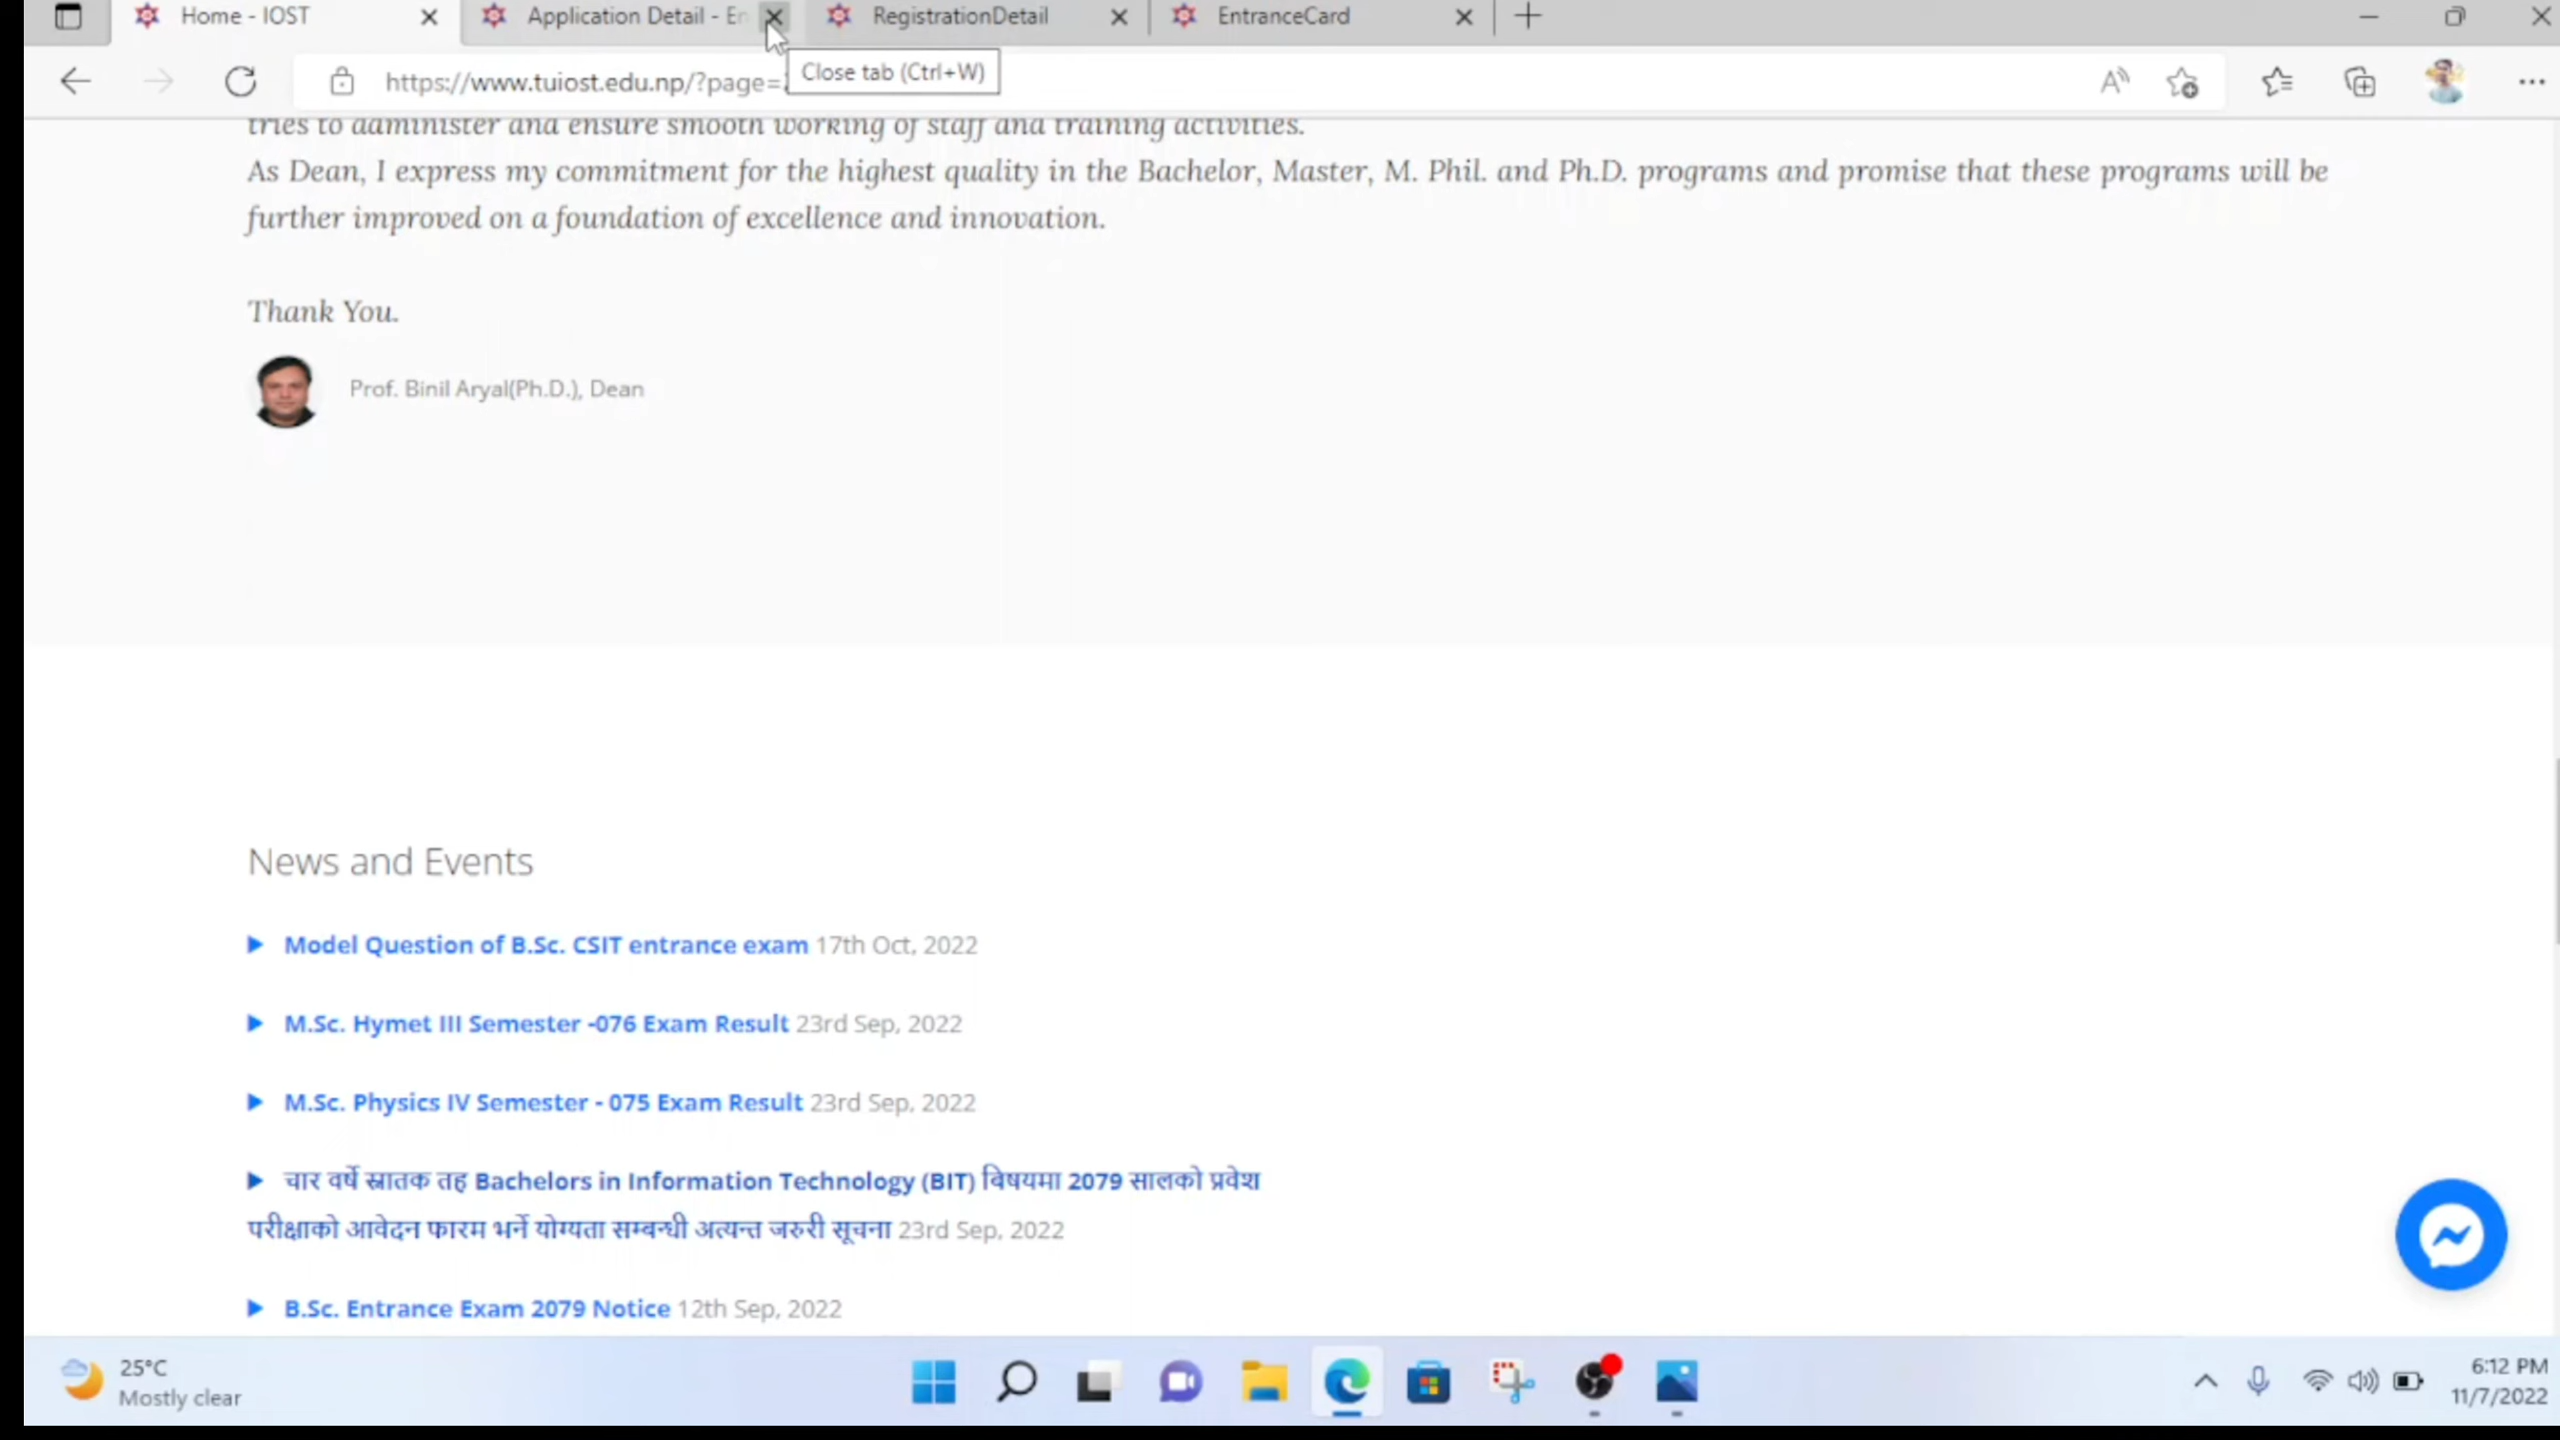 Home - IOST
Application Detail - En
RegistrationDetail
EntranceCard
https://www.tuiost.edu.np/?page=
Close tab (Ctrl+W)
tries to administer and ensure smooth working of staff and training activities.
As Dean, I express my commitment for the highest quality in the Bachelor, Master, M. Phil. and Ph.D. programs and promise that these programs will be
further improved on a foundation of excellence and innovation.
Thank You.
Prof. Binil Aryal(Ph.D.), Dean
News and Events
Model Question of B.Sc. CSIT entrance exam 17th Oct, 2022
M.Sc. Hymet III Semester -076 Exam Result 23rd Sep, 2022
M.Sc. Physics IV Semester - 075 Exam Result 23rd Sep, 2022
चार वर्षे स्नातक तह Bachelors in Information Technology (BIT) विषयमा 2079 सालको प्रवेश
परीक्षाको आवेदन फारम भर्ने योग्यता सम्बन्धी अत्यन्त जरुरी सूचना 23rd Sep, 2022
B.Sc. Entrance Exam 2079 Notice 12th Sep, 2022
25°C
Mostly clear
6:12 PM
11/7/2022